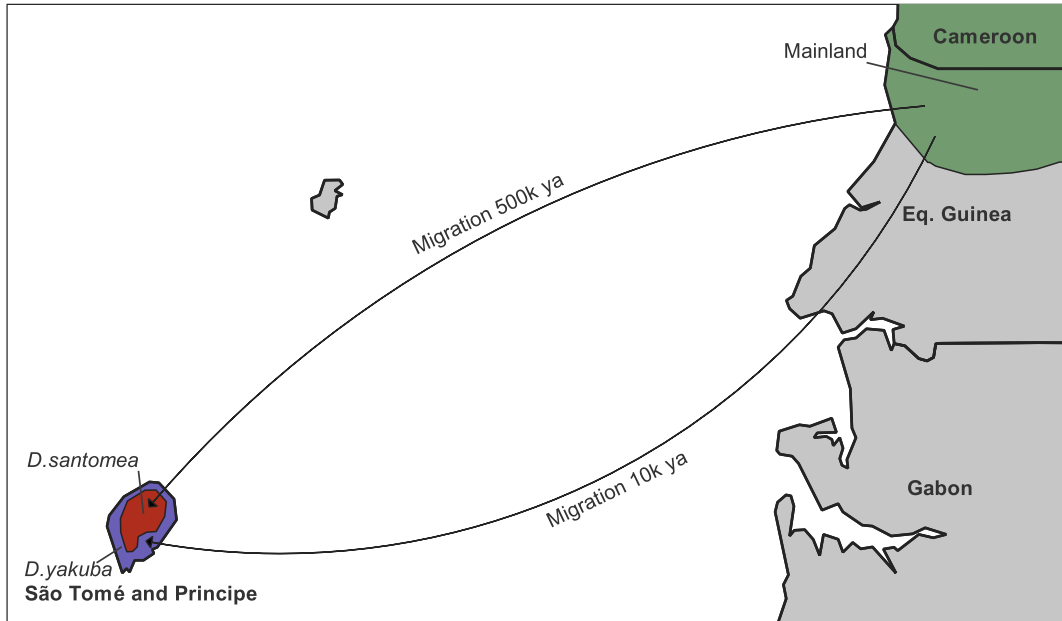 Cameroon
Mainland
Migration 500k ya
Eq. Guinea
D.santomea
Migration 10k ya
Gabon
D.yakuba
São Tomé and Principe